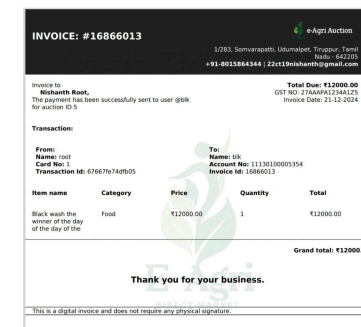 INVOICE: #16866013
e-Agri Auction
1/283, Somvarapatti, Udumalpet, Tiruppur, Tamil
Nadu - 642205
+91-8015864344 | 22ct19nishanth@gmail.com
Invoice to
Nishanth Root,
The payment has been successfully sent to user @blk
for auction ID 5
Total Due: ₹12000.00
GST NO: 27AAAPA1234A1Z5
Invoice Date: 21-12-2024
Transaction:
From:
Name: root
Card No: 1
Transaction Id: 67667fe74dfb05
To:
Name: blk
Account No: 11130100005354
Invoice Id: 16866013
Item name Category Price Quantity Total
Black wash the Food ₹12000.00 1 ₹12000.00
winner of the day
of the day of the
Grand total: ₹12000.
E-Agri
DIRECT MARKET
Thank you for your business.
This is a digital invoice and does not require any physical signature.